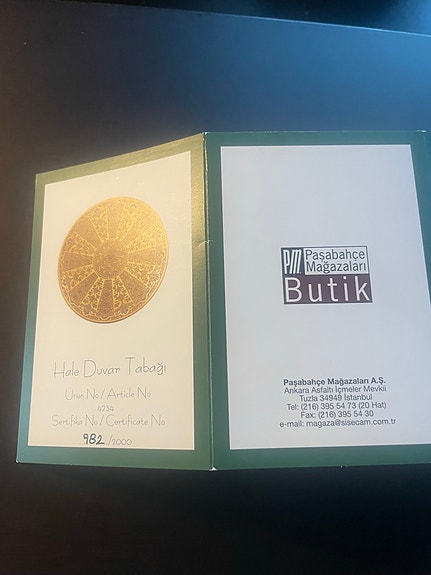 Hale Duvar Tabağı
Ürün No / Article No
4234
Sertifika No / Certificate No
982./2000
PM Paşabahçe
Mağazaları
Butik
Paşabahçe Mağazaları A.Ş.
Ankara Asfaltı İçmeler Mevkii
Tuzla 34949 İstanbul
Tel: (216) 395 54 73 (20 Hat)
Fax: (216) 395 54 30
e-mail: magaza@sisecam.com.tr